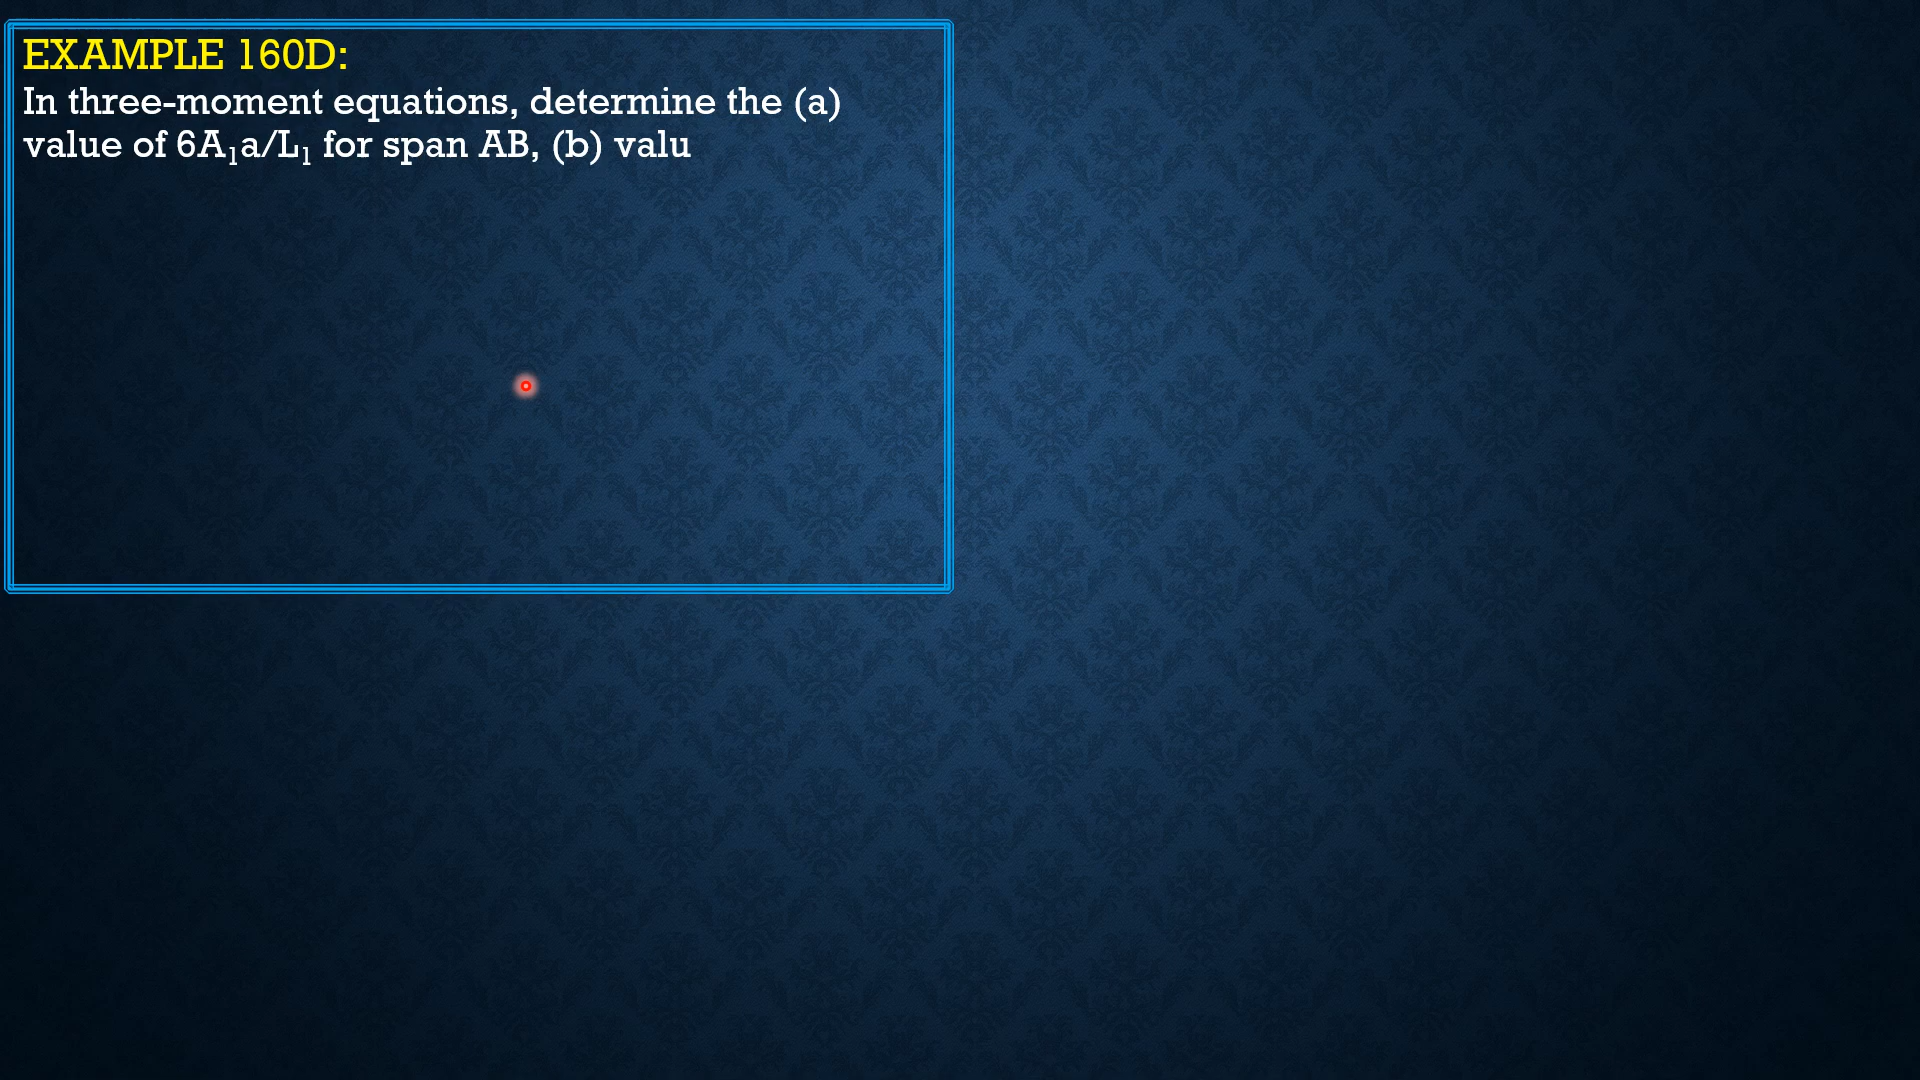 EXAMPLE 160D:
In three-moment equations, determine the (a)
value of 6A₁a/L₁ for span AB, (b) valu